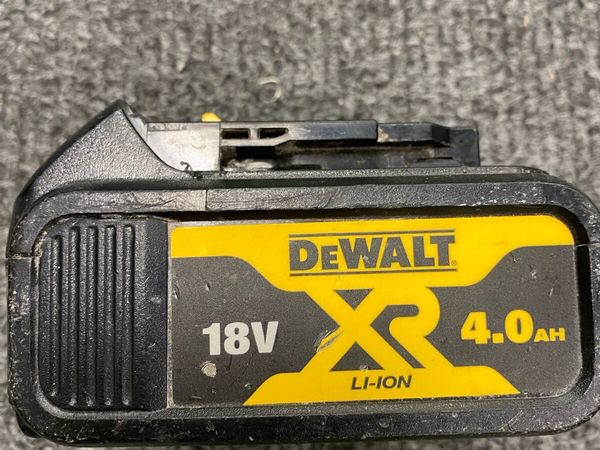 DEWALT
18V XR 4.0AH
LI-ION